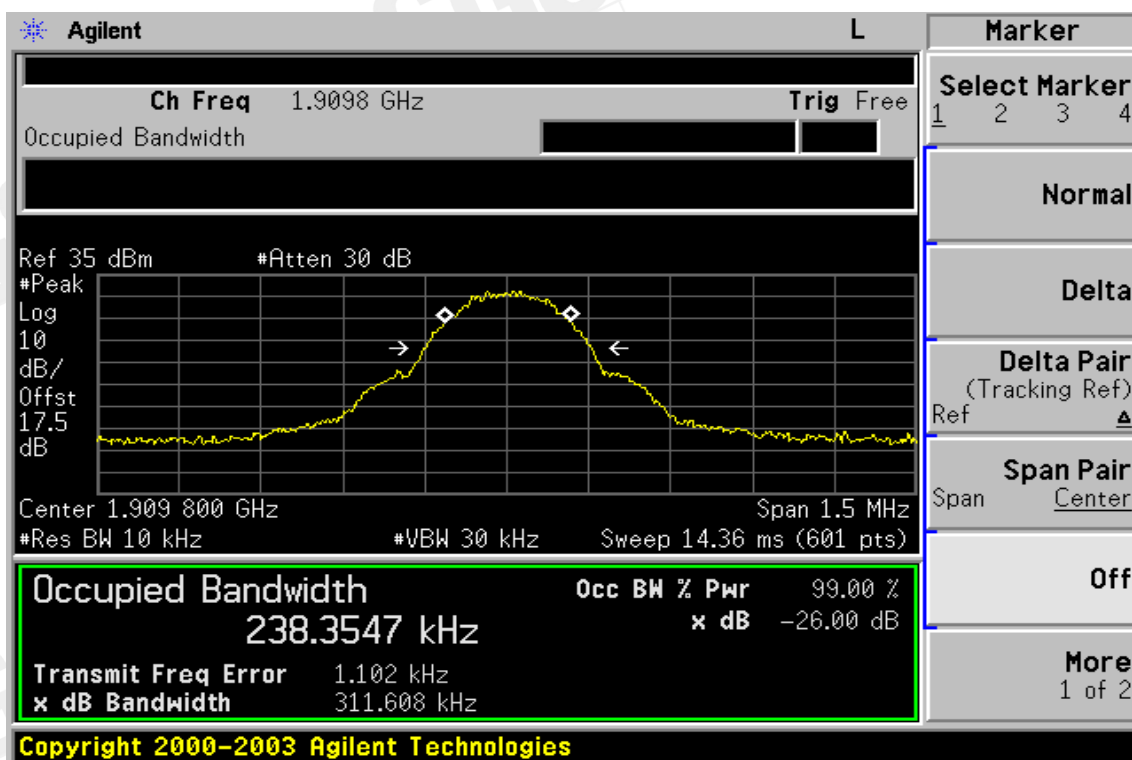 Agilent L
Ch Freq 1.9098 GHz Trig Free
Occupied Bandwidth
Ref 35 dBm #Atten 30 dB
#Peak
Log
10
dB/
Offst
17.5
dB
Center 1.909 800 GHz Span 1.5 MHz
#Res BW 10 kHz #VBW 30 kHz Sweep 14.36 ms (601 pts)
Occupied Bandwidth
238.3547 kHz
Occ BW % Pwr 99.00 %
x dB -26.00 dB
Transmit Freq Error 1.102 kHz
x dB Bandwidth 311.608 kHz
Copyright 2000-2003 Agilent Technologies
Marker
Select Marker
1 2 3 4
Normal
Delta
Delta Pair
(Tracking Ref)
Ref Δ
Span Pair
Span Center
Off
More
1 of 2